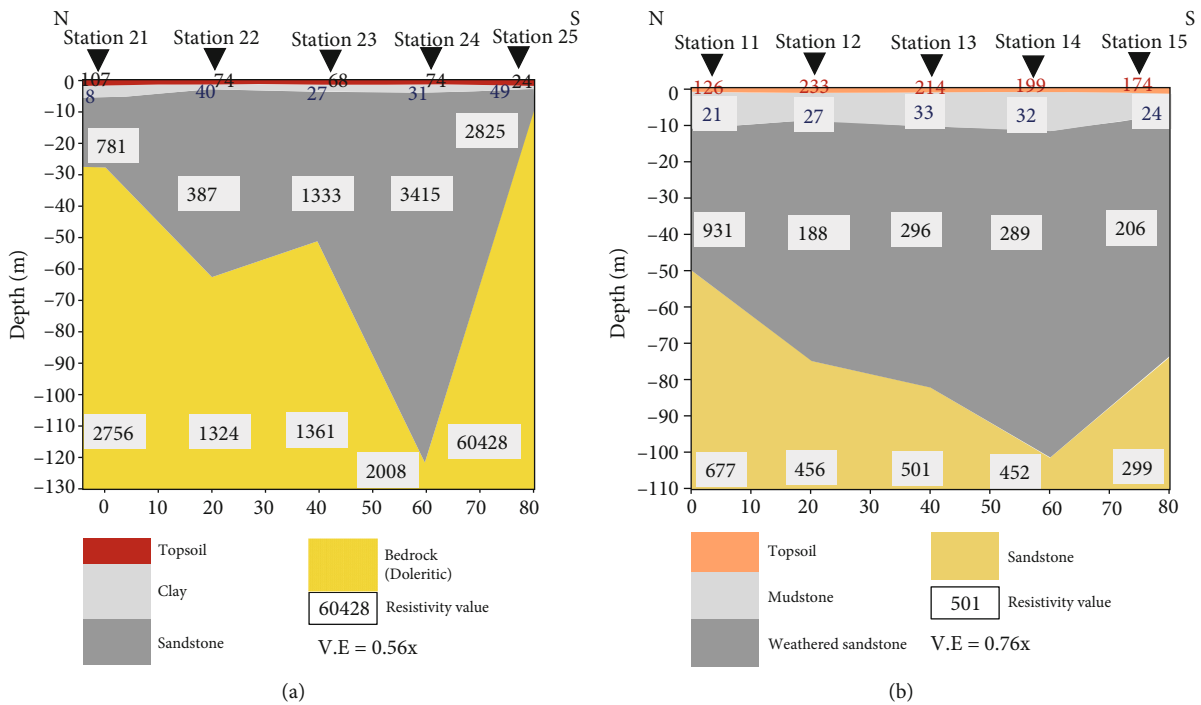 N S
Station 21 Station 22 Station 23 Station 24 Station 25
107 74 68 74 24
8 40 27 31 49
781 387 1333 3415 2825
2756 1324 1361 2008 60428
Depth (m)
0
–10
–20
–30
–40
–50
–60
–70
–80
–90
–100
–110
–120
–130
0 10 20 30 40 50 60 70 80
Topsoil
Clay
Sandstone
Bedrock
(Doleritic)
60428 Resistivity value
V.E = 0.56x
(a)
N S
Station 11 Station 12 Station 13 Station 14 Station 15
126 233 214 199 174
21 27 33 32 24
931 188 296 289 206
677 456 501 452 299
Depth (m)
0
–10
–20
–30
–40
–50
–60
–70
–80
–90
–100
–110
0 10 20 30 40 50 60 70 80
Topsoil
Mudstone
Weathered sandstone
Sandstone
501 Resistivity value
V.E = 0.76x
(b)